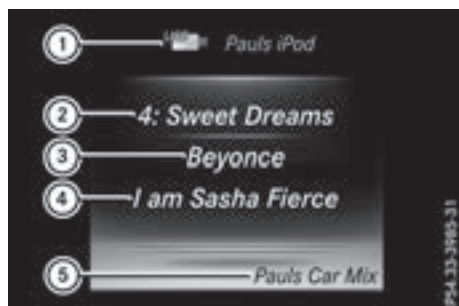 1 Pauls iPod
2 4: Sweet Dreams
3 Beyonce
4 I am Sasha Fierce
5 Pauls Car Mix
P54.33-3985-31